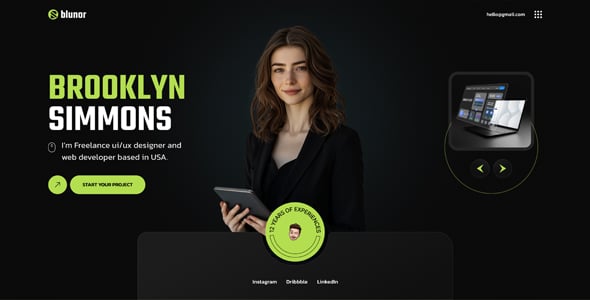 blunar
hello@gmail.com
BROOKLYN
SIMMONS
I'm Freelance ui/ux designer and
web developer based in USA.
START YOUR PROJECT
12 YEARS OF EXPERIENCES
Instagram Dribbble LinkedIn